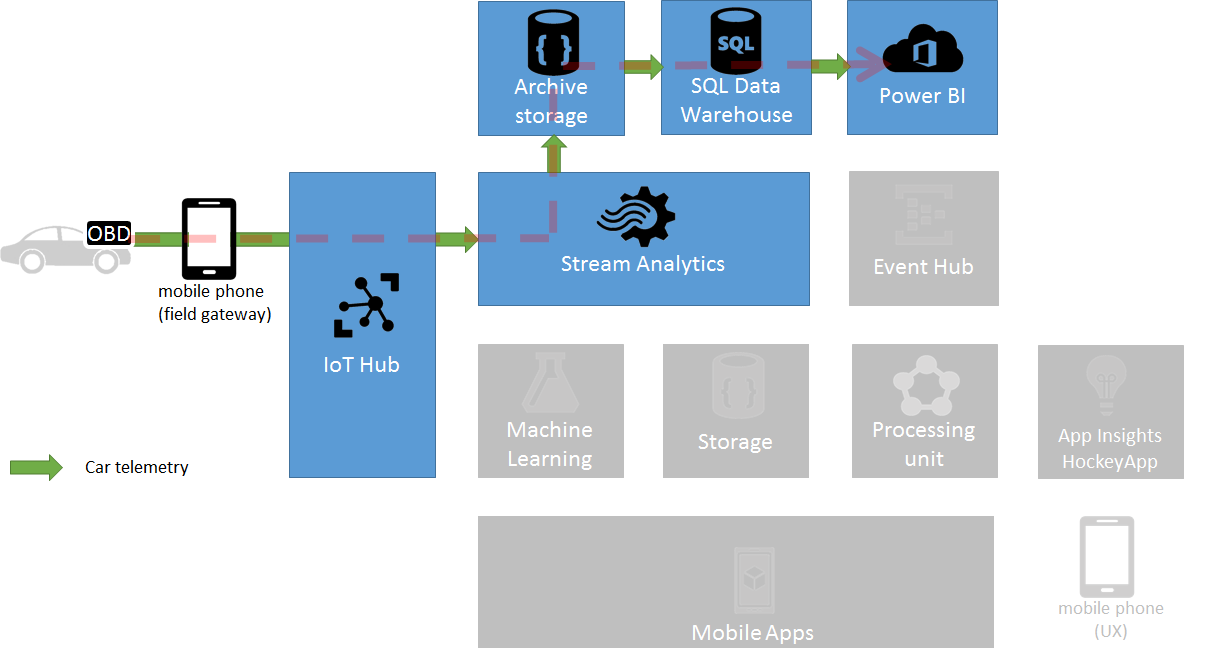 Archive
storage
SQL
SQL Data
Warehouse
Power BI
OBD
mobile phone
(field gateway)
IoT Hub
Stream Analytics
Event Hub
Machine
Learning
Storage
Processing
unit
App Insights
HockeyApp
Car telemetry
Mobile Apps
mobile phone
(UX)